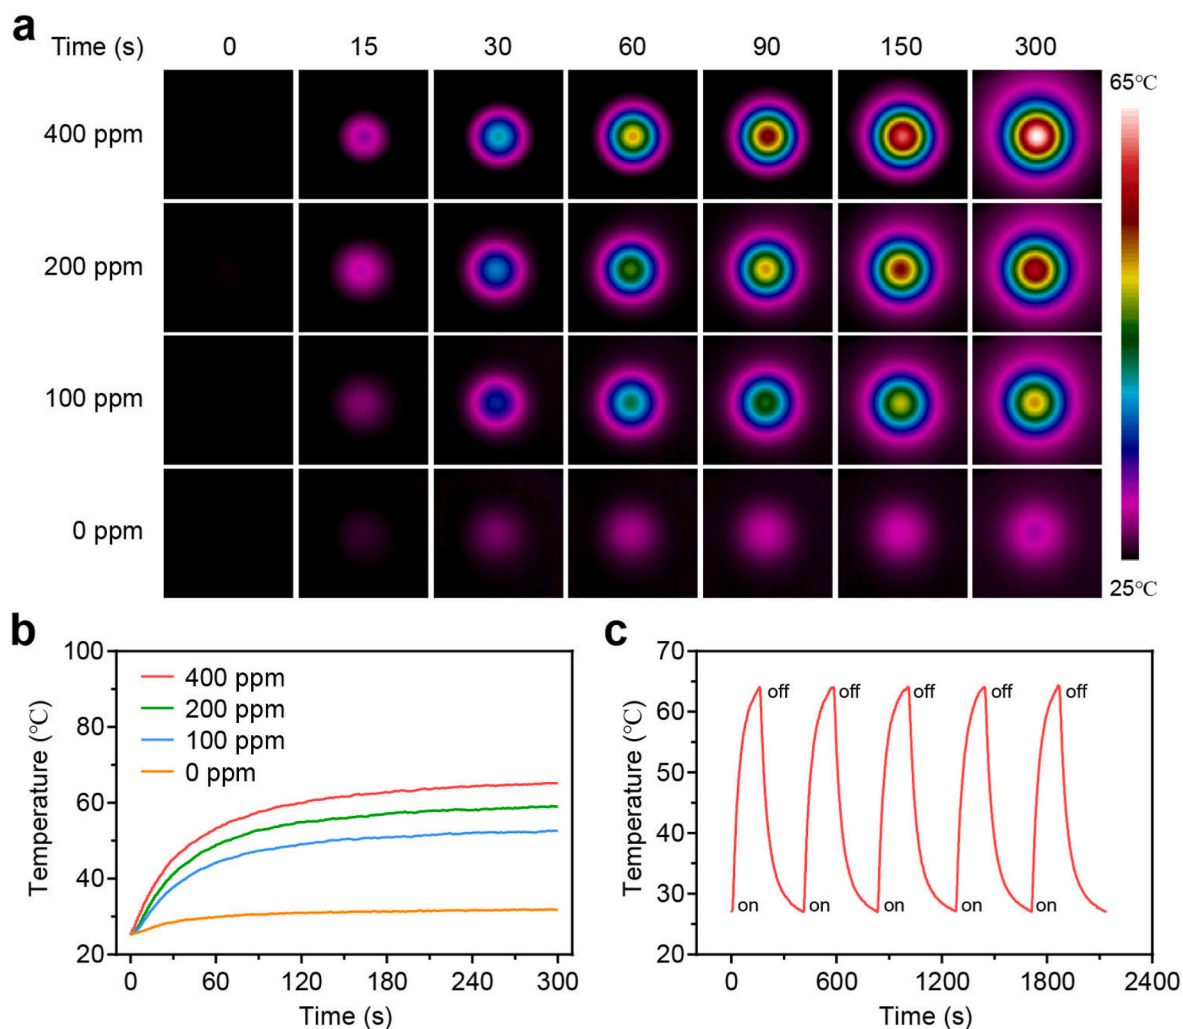 a
Time (s) 0 15 30 60 90 150 300
65℃
400 ppm
200 ppm
100 ppm
0 ppm
25℃
b
100
80
60
40
20
Temperature (℃)
400 ppm
200 ppm
100 ppm
0 ppm
0 60 120 180 240 300
Time (s)
c
70
60
50
40
30
20
Temperature (℃)
off off off off off
on on on on on
0 600 1200 1800 2400
Time (s)